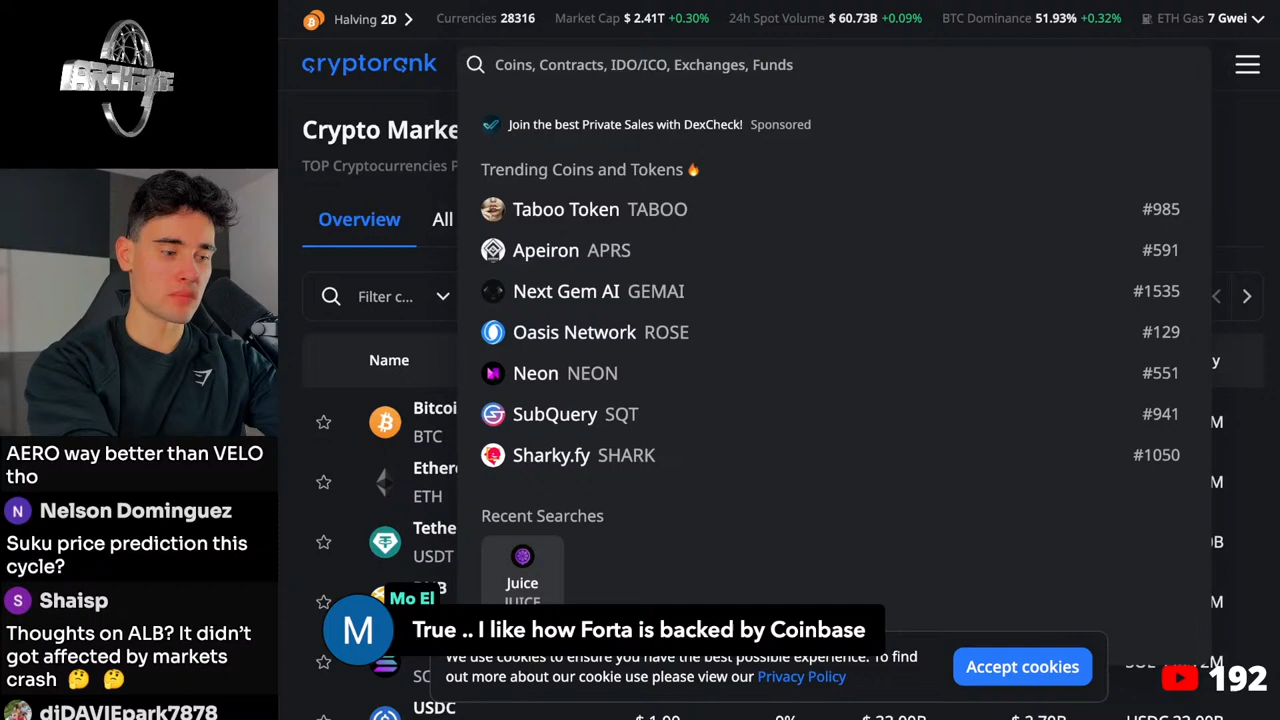 Halving 2D
Currencies 28316
Market Cap $ 2.41T +0.30%
24h Spot Volume $ 60.73B +0.09%
BTC Dominance 51.93% +0.32%
ETH Gas 7 Gwei
cryptorank
Coins, Contracts, IDO/ICO, Exchanges, Funds
Join the best Private Sales with DexCheck! Sponsored
Crypto Marke
TOP Cryptocurrencies P
Trending Coins and Tokens
Overview All
Taboo Token TABOO #985
Apeiron APRS #591
Next Gem AI GEMAI #1535
Oasis Network ROSE #129
Neon NEON #551
SubQuery SQT #941
Sharky.fy SHARK #1050
Filter c...
Name
Bitcoi
BTC
Ethere
ETH
Tethe
USDT
Recent Searches
Juice
JUICE
AERO way better than VELO
tho
N Nelson Dominguez
Suku price prediction this
cycle?
S Shaisp
Thoughts on ALB? It didn't
got affected by markets
crash
diDAVIEpark7878
Mo El
M True .. I like how Forta is backed by Coinbase
We use cookies to ensure you have the best possible experience. To find
out more about our cookie use please view our Privacy Policy
Accept cookies
USDC
192